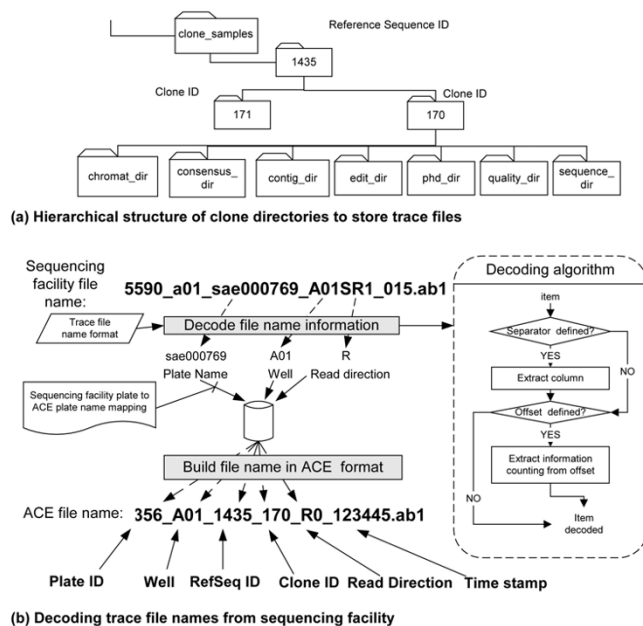 Reference Sequence ID
clone_samples
1435
Clone ID
Clone ID
171
170
chromat_dir
consensus_
dir
contig_dir
edit_dir
phd_dir
quality_dir
sequence_
dir
(a) Hierarchical structure of clone directories to store trace files
Sequencing
facility file
name:
5590_a01_sae000769_A01SR1_015.ab1
Trace file
name format
Decode file name information
sae000769
A01
R
Plate Name
Well
Read direction
Sequencing facility plate to
ACE plate name mapping
Build file name in ACE format
ACE file name:
356_A01_1435_170_R0_123445.ab1
Plate ID
Well
RefSeq ID
Clone ID
Read Direction
Time stamp
Decoding algorithm
item
Separator defined?
YES
NO
Extract column
Offset defined?
YES
Extract information
counting from offset
NO
Item
decoded
(b) Decoding trace file names from sequencing facility